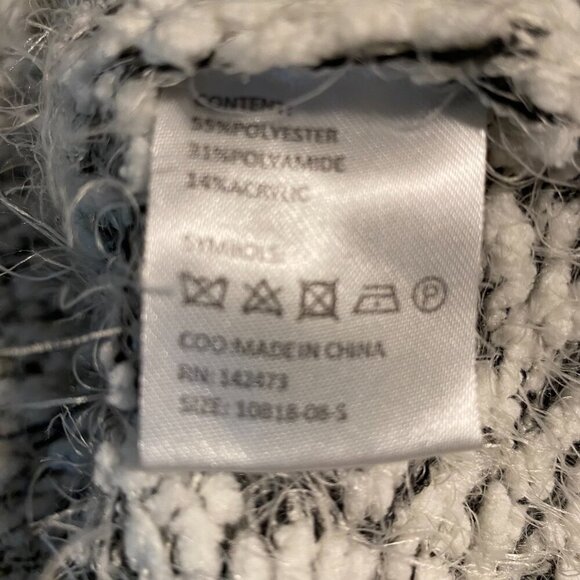 CONTENT:
55%POLYESTER
31%POLYAMIDE
14%ACRYLIC
SYMBOLS:
P
COO:MADE IN CHINA
RN: 142473
SIZE: 10818-08-S